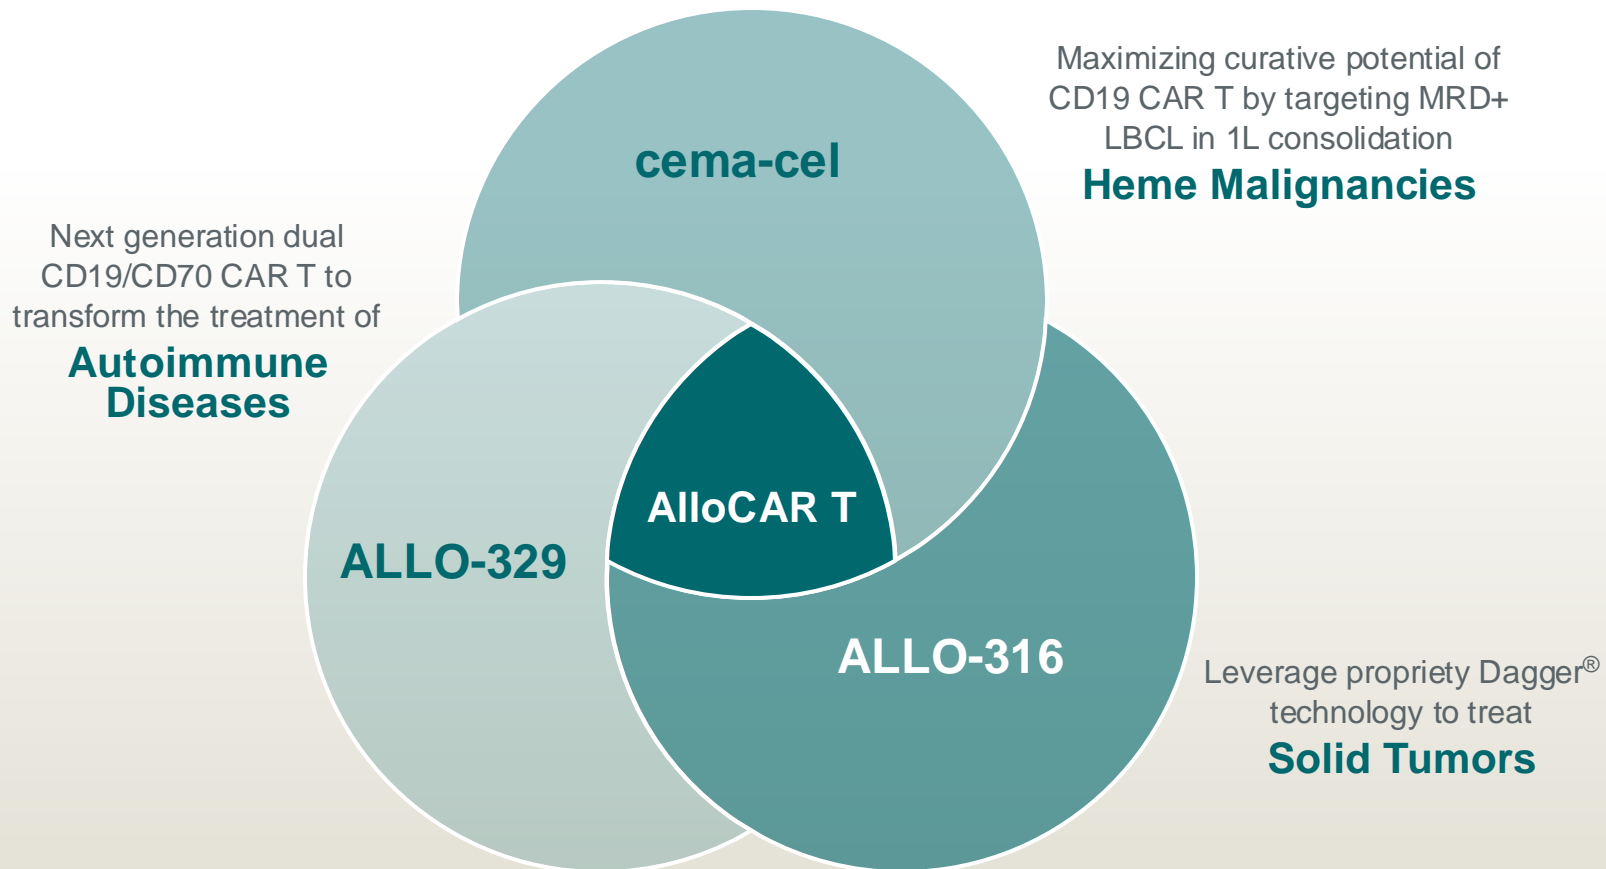 cema-cel
Maximizing curative potential of
CD19 CAR T by targeting MRD+
LBCL in 1L consolidation
Heme Malignancies
Next generation dual
CD19/CD70 CAR T to
transform the treatment of
Autoimmune
Diseases
AlloCAR T
ALLO-329
ALLO-316
Leverage propriety Dagger®
technology to treat
Solid Tumors